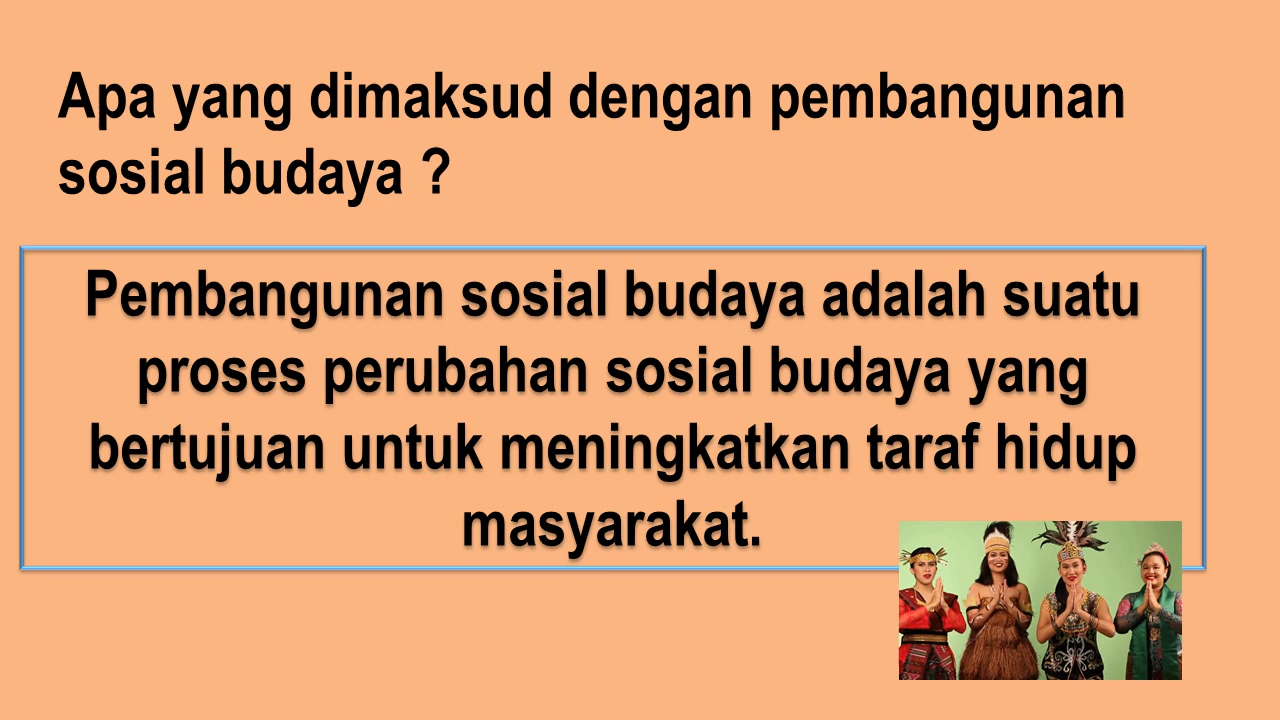 Apa yang dimaksud dengan pembangunan
sosial budaya ?
Pembangunan sosial budaya adalah suatu
proses perubahan sosial budaya yang
bertujuan untuk meningkatkan taraf hidup
masyarakat.